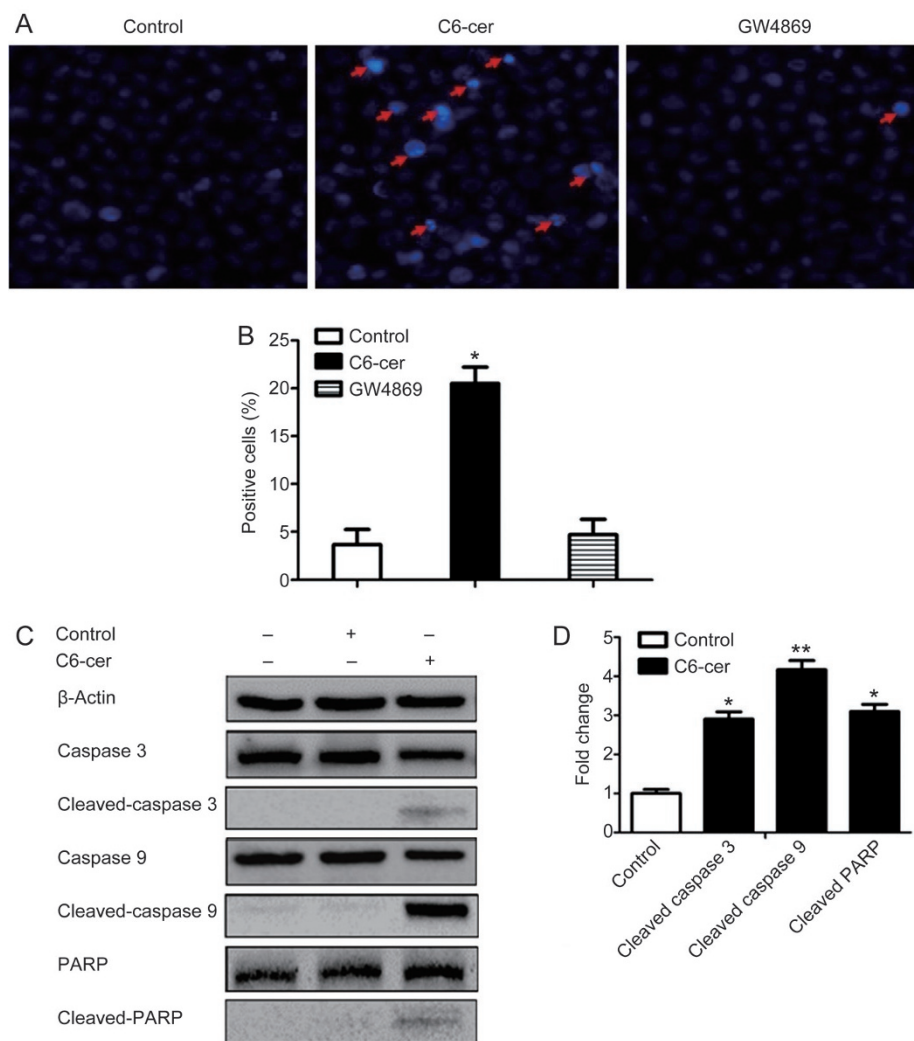 A
Control
C6-cer
GW4869
B
25
20
15
10
5
0
Positive cells (%)
Control
C6-cer
GW4869
*
C
Control – + –
C6-cer – – +
β-Actin
Caspase 3
Cleaved-caspase 3
Caspase 9
Cleaved-caspase 9
PARP
Cleaved-PARP
D
5
4
3
2
1
0
Fold change
Control
C6-cer
*
**
*
Control
Cleaved caspase 3
Cleaved caspase 9
Cleaved PARP